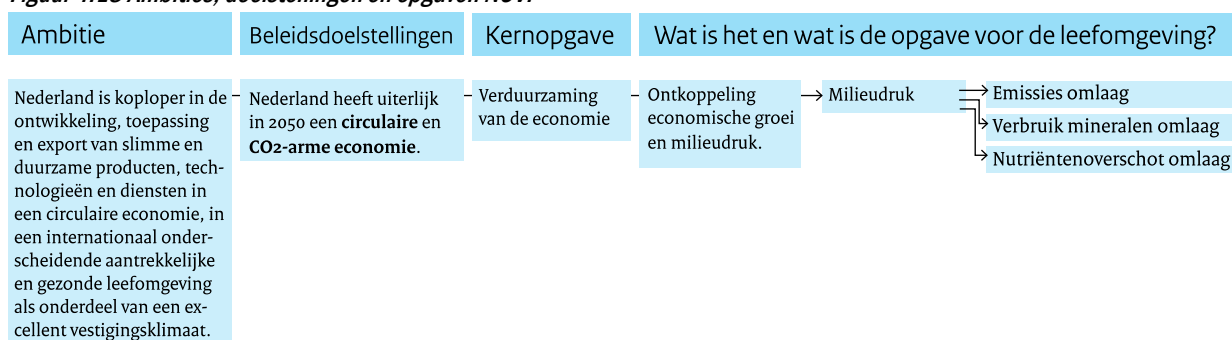 Ambitie
Beleidsdoelstellingen
Kernopgave
Wat is het en wat is de opgave voor de leefomgeving?
Nederland is koploper in de
ontwikkeling, toepassing
en export van slimme en
duurzame producten, tech-
nologieën en diensten in
een circulaire economie, in
een internationaal onder-
scheidende aantrekkelijke
en gezonde leefomgeving
als onderdeel van een ex-
cellent vestigingsklimaat.
Nederland heeft uiterlijk
in 2050 een circulaire en
CO2-arme economie.
Verduurzaming
van de economie
Ontkoppeling
economische groei
en milieudruk.
Milieudruk
Emissies omlaag
Verbruik mineralen omlaag
Nutriëntenoverschot omlaag